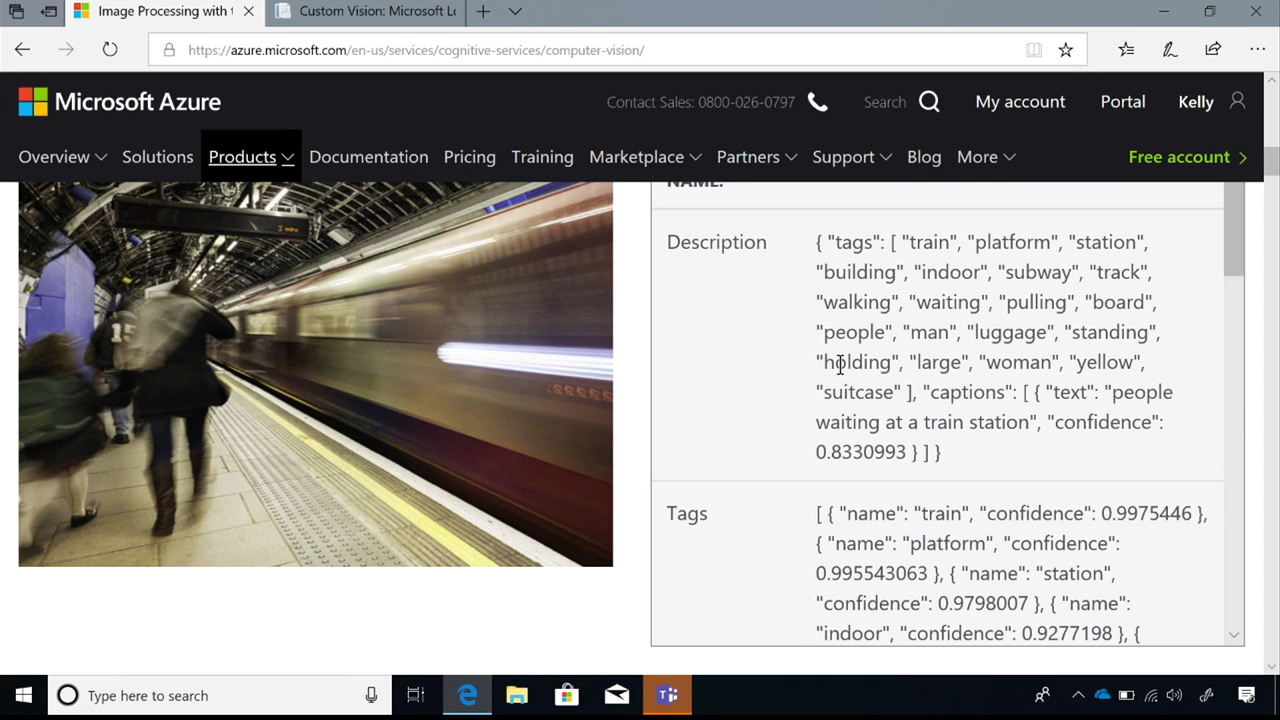 Image Processing with t
Custom Vision: Microsoft Lo
https://azure.microsoft.com/en-us/services/cognitive-services/computer-vision/
Microsoft Azure
Contact Sales: 0800-026-0797
Search
My account
Portal
Kelly
Overview
Solutions
Products
Documentation
Pricing
Training
Marketplace
Partners
Support
Blog
More
Free account
15
3 mins
NAME:
Description
{ "tags": [ "train", "platform", "station",
"building", "indoor", "subway", "track",
"walking", "waiting", "pulling", "board",
"people", "man", "luggage", "standing",
"holding", "large", "woman", "yellow",
"suitcase" ], "captions": [ { "text": "people
waiting at a train station", "confidence":
0.8330993 } ] }
Tags
[ { "name": "train", "confidence": 0.9975446 },
{ "name": "platform", "confidence":
0.995543063 }, { "name": "station",
"confidence": 0.9798007 }, { "name":
"indoor", "confidence": 0.9277198 }, {
Type here to search